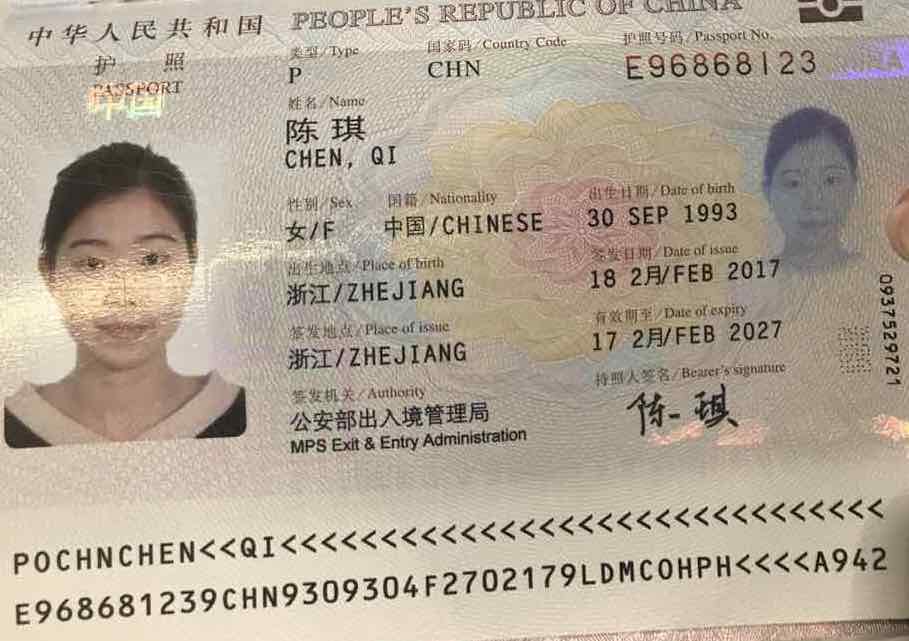 中华人民共和国 PEOPLE'S REPUBLIC OF CHINA
护 照
PASSPORT
中国
类型/Type
P
国家码/Country Code
CHN
护照号码/Passport No.
E96868123
姓名/Name
陈琪
CHEN, QI
性别/Sex
女/F
国籍/Nationality
中国/CHINESE
出生日期/Date of birth
30 SEP 1993
出生地点/Place of birth
浙江/ZHEJIANG
签发日期/Date of issue
18 2月/FEB 2017
签发地点/Place of issue
浙江/ZHEJIANG
有效期至/Date of expiry
17 2月/FEB 2027
签发机关/Authority
公安部出入境管理局
MPS Exit & Entry Administration
持照人签名/Bearer's signature
陈一琪
0937529721
POCHNCHEN<<QI<<<<<<<<<<<<<<<<<<<<<<<<<<<<<<<
E968681239CHN9309304F2702179LDMCOHPH<<<<A942